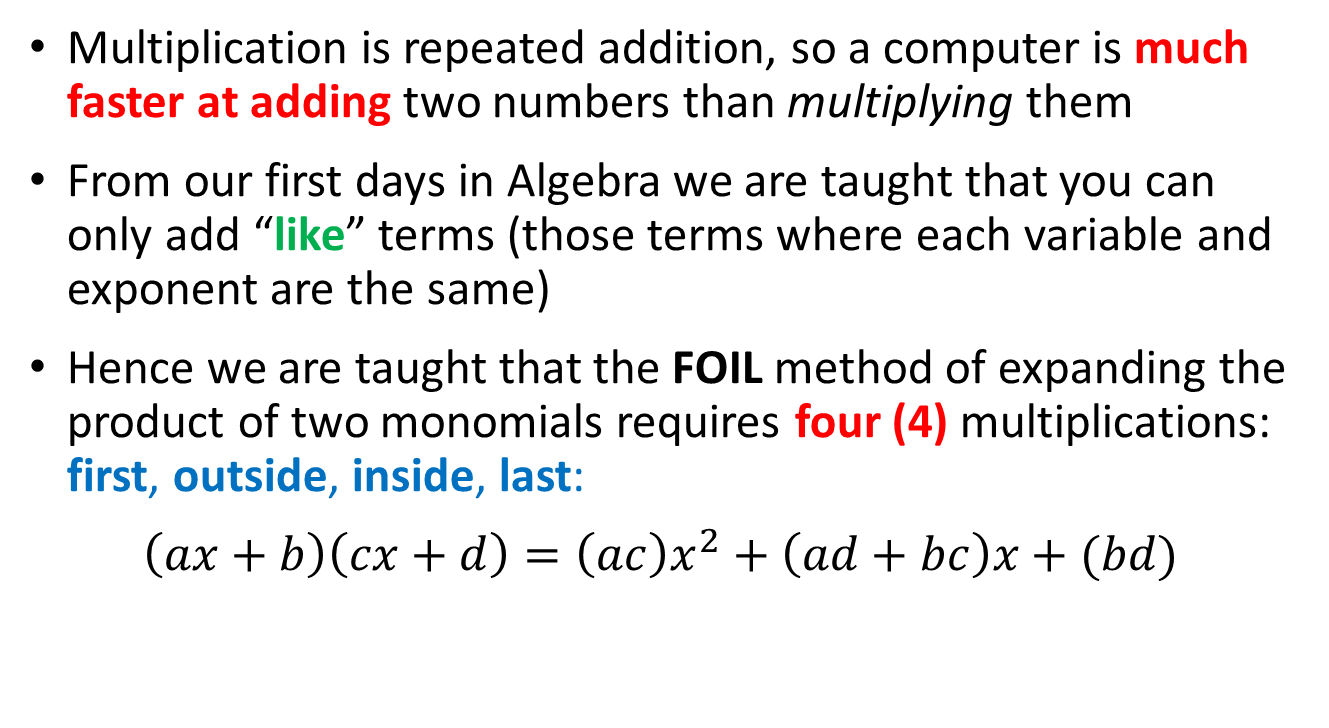 • Multiplication is repeated addition, so a computer is much
faster at adding two numbers than multiplying them
• From our first days in Algebra we are taught that you can
only add “like” terms (those terms where each variable and
exponent are the same)
• Hence we are taught that the FOIL method of expanding the
product of two monomials requires four (4) multiplications:
first, outside, inside, last:
(ax + b)(cx + d) = (ac)x² + (ad + bc)x + (bd)